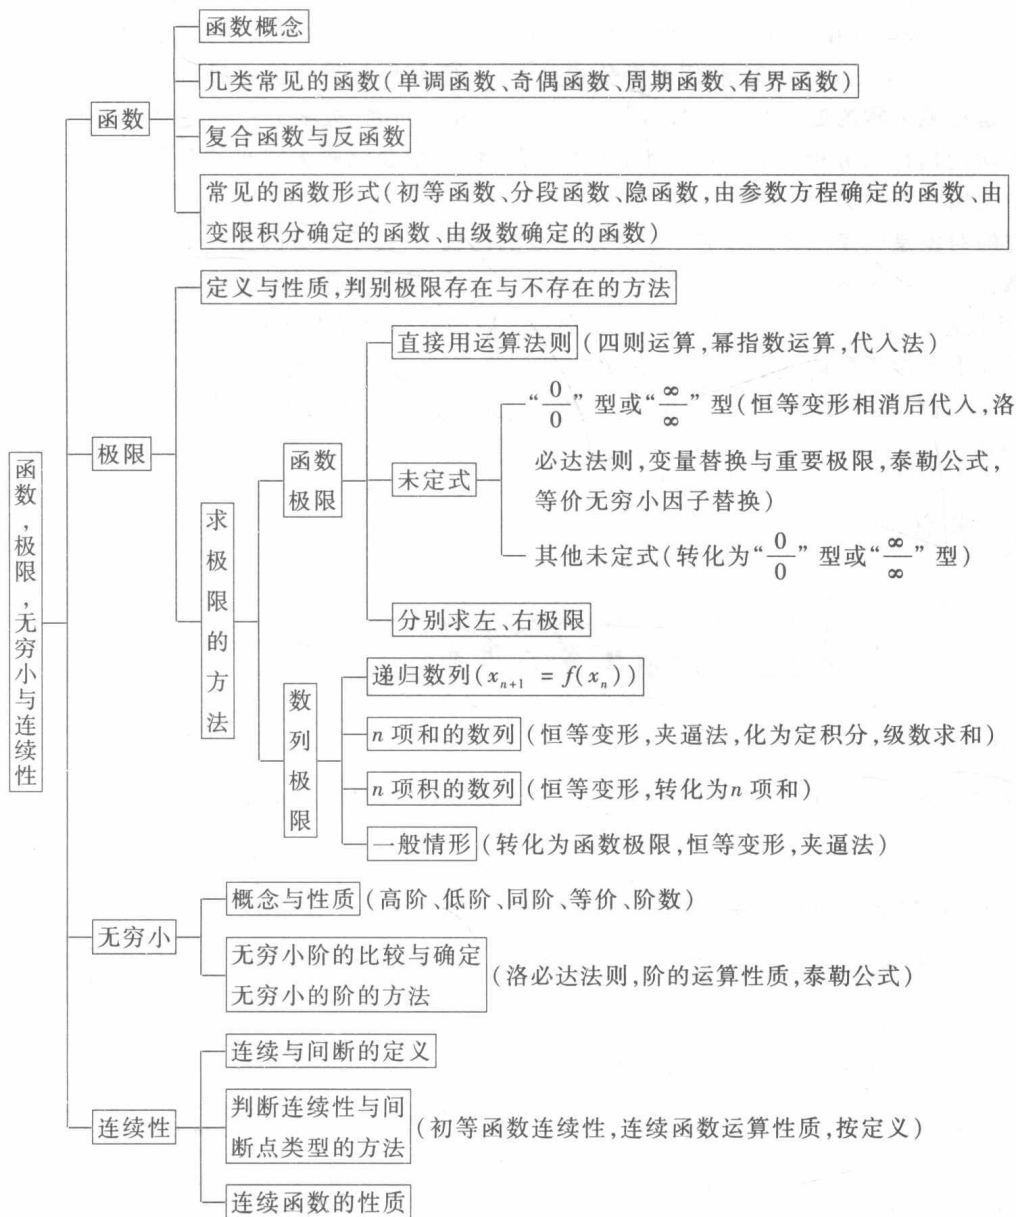 函数概念
几类常见的函数(单调函数、奇偶函数、周期函数、有界函数)
函数
复合函数与反函数
常见的函数形式(初等函数、分段函数、隐函数,由参数方程确定的函数、由
变限积分确定的函数、由级数确定的函数)
定义与性质,判别极限存在与不存在的方法
直接用运算法则(四则运算,幂指数运算,代入法)
“0/0”型或“∞/∞”型(恒等变形相消后代入,洛
极限
函数
极限
未定式
必达法则,变量替换与重要极限,泰勒公式,
等价无穷小因子替换)
其他未定式(转化为“0/0”型或“∞/∞”型)
求极限的方法
分别求左、右极限
函数,极限,无穷小与连续性
递归数列(xₙ₊₁ = f(xₙ))
数列极限
n 项和的数列(恒等变形,夹逼法,化为定积分,级数求和)
n 项积的数列(恒等变形,转化为n 项和)
一般情形(转化为函数极限,恒等变形,夹逼法)
概念与性质(高阶、低阶、同阶、等价、阶数)
无穷小
无穷小阶的比较与确定
无穷小的阶的方法
(洛必达法则,阶的运算性质,泰勒公式)
连续与间断的定义
连续性
判断连续性与间
断点类型的方法
(初等函数连续性,连续函数运算性质,按定义)
连续函数的性质